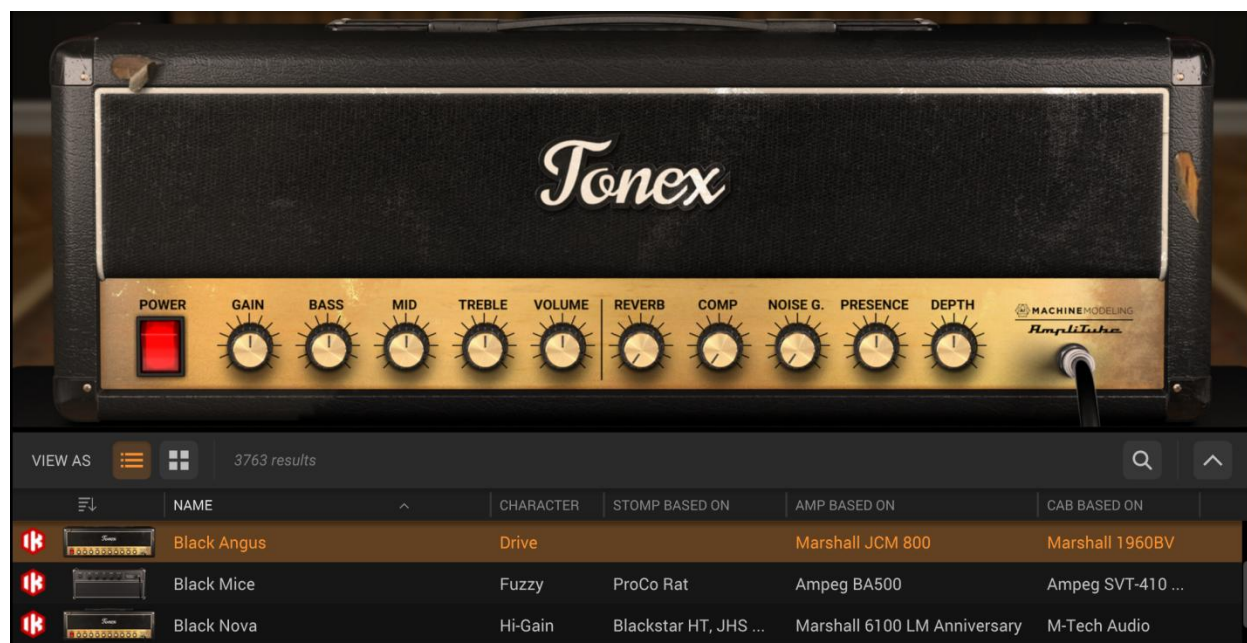 Tonex
POWER GAIN BASS MID TREBLE VOLUME REVERB COMP NOISE G. PRESENCE DEPTH
MACHINEMODELING
AmpliTube
VIEW AS 3763 results
NAME CHARACTER STOMP BASED ON AMP BASED ON CAB BASED ON
Black Angus Drive Marshall JCM 800 Marshall 1960BV
Black Mice Fuzzy ProCo Rat Ampeg BA500 Ampeg SVT-410 ...
Black Nova Hi-Gain Blackstar HT, JHS ... Marshall 6100 LM Anniversary M-Tech Audio